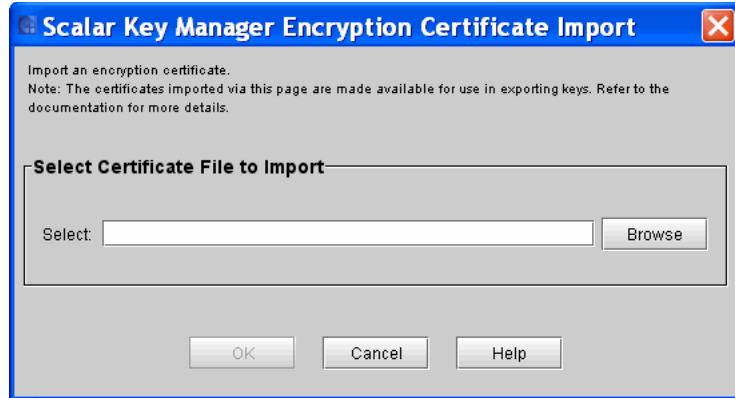 Scalar Key Manager Encryption Certificate Import
Import an encryption certificate.
Note: The certificates imported via this page are made available for use in exporting keys. Refer to the
documentation for more details.
Select Certificate File to Import
Select:
Browse
OK
Cancel
Help